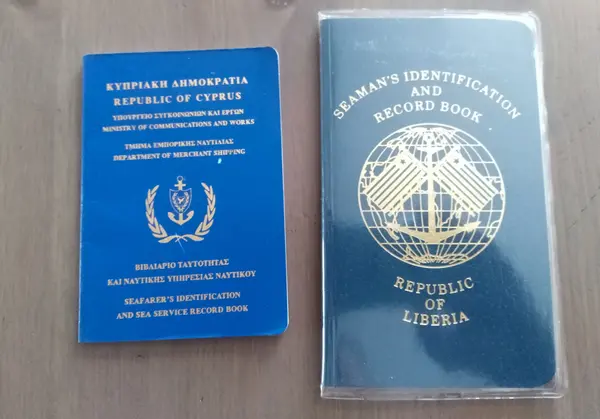 ΚΥΠΡΙΑΚΗ ΔΗΜΟΚΡΑΤΙΑ
REPUBLIC OF CYPRUS
ΥΠΟΥΡΓΕΙΟ ΣΥΓΚΟΙΝΩΝΙΩΝ ΚΑΙ ΕΡΓΩΝ
MINISTRY OF COMMUNICATIONS AND WORKS
ΤΜΗΜΑ ΕΜΠΟΡΙΚΗΣ ΝΑΥΤΙΛΙΑΣ
DEPARTMENT OF MERCHANT SHIPPING
ΒΙΒΛΙΑΡΙΟ ΤΑΥΤΟΤΗΤΑΣ
ΚΑΙ ΝΑΥΤΙΚΗΣ ΥΠΗΡΕΣΙΑΣ ΝΑΥΤΙΚΟΥ
SEAFARER'S IDENTIFICATION
AND SEA SERVICE RECORD BOOK
SEAMAN'S IDENTIFICATION
AND
RECORD BOOK
REPUBLIC
OF
LIBERIA